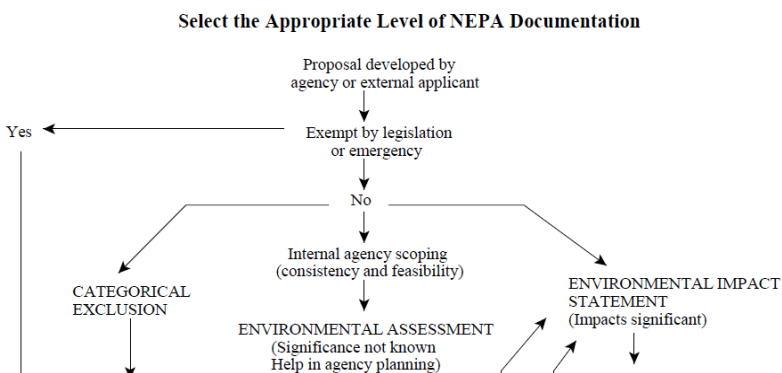 Select the Appropriate Level of NEPA Documentation
Proposal developed by
agency or external applicant
Yes
Exempt by legislation
or emergency
No
Internal agency scoping
(consistency and feasibility)
CATEGORICAL
EXCLUSION
ENVIRONMENTAL IMPACT
STATEMENT
(Impacts significant)
ENVIRONMENTAL ASSESSMENT
(Significance not known
Help in agency planning)